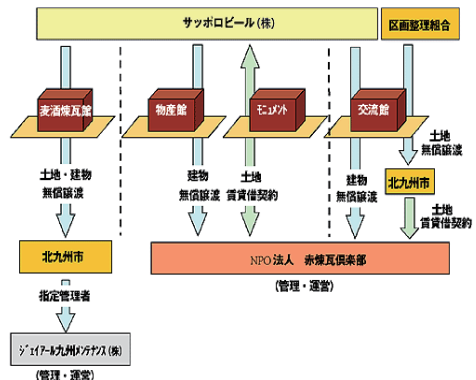 サッポロビール(株)
区画整理組合
麦酒煉瓦館
物産館
モニュメント
交流館
土地
無償譲渡
北九州市
土地・建物
無償譲渡
建物
無償譲渡
土地
賃貸借契約
建物
無償譲渡
土地
賃貸借契約
北九州市
NPO 法人 赤煉瓦倶楽部
(管理・運営)
指定管理者
ジェイアール九州メンテナンス(株)
(管理・運営)